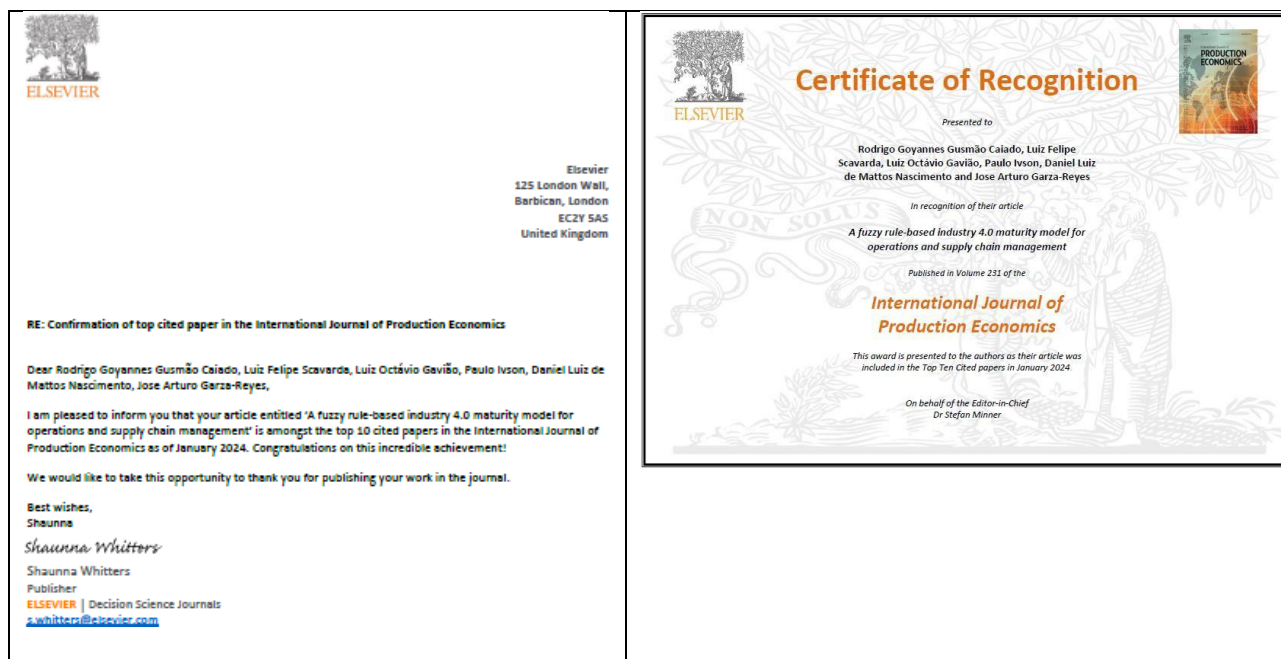 ELSEVIER
Elsevier
125 London Wall,
Barbican, London
EC2Y 5AS
United Kingdom
RE: Confirmation of top cited paper in the International Journal of Production Economics
Dear Rodrigo Goyannes Gusmão Caiado, Luiz Felipe Scavarda, Luiz Octávio Gavião, Paulo Ivson, Daniel Luiz de
Mattos Nascimento, Jose Arturo Garza-Reyes,
I am pleased to inform you that your article entitled ‘A fuzzy rule-based industry 4.0 maturity model for
operations and supply chain management’ is amongst the top 10 cited papers in the International Journal of
Production Economics as of January 2024. Congratulations on this incredible achievement!
We would like to take this opportunity to thank you for publishing your work in the journal.
Best wishes,
Shaunna
Shaunna Whitters
Shaunna Whitters
Publisher
ELSEVIER | Decision Science Journals
s.whitters@elsevier.com
ELSEVIER
PRODUCTION
ECONOMICS
Certificate of Recognition
Presented to
Rodrigo Goyannes Gusmão Caiado, Luiz Felipe
Scavarda, Luiz Octávio Gavião, Paulo Ivson, Daniel Luiz
de Mattos Nascimento and Jose Arturo Garza-Reyes
In recognition of their article
NON SOLUS
A fuzzy rule-based industry 4.0 maturity model for
operations and supply chain management
Published in Volume 231 of the
International Journal of
Production Economics
This award is presented to the authors as their article was
included in the Top Ten Cited papers in January 2024
On behalf of the Editor-in-Chief
Dr Stefan Minner